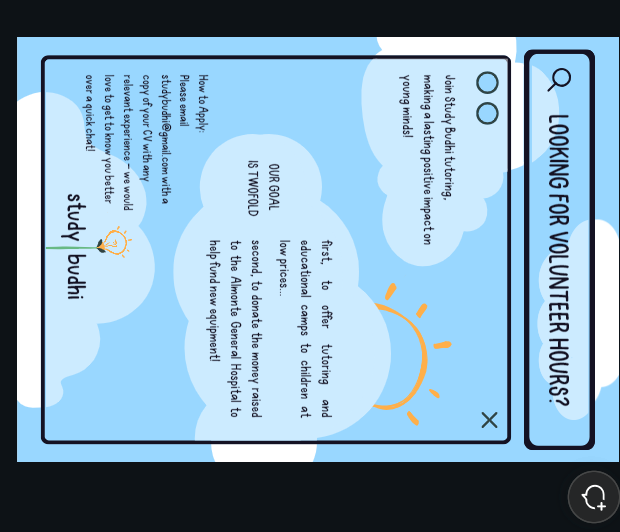 LOOKING FOR VOLUNTEER HOURS?
Join Study Budhi tutoring,
making a lasting positive impact on
young minds!
OUR GOAL
IS TWOFOLD
first, to offer tutoring and
educational camps to children at
low prices...
second, to donate the money raised
to the Almonte General Hospital to
help fund new equipment!
How to Apply:
Please email
studybudhi@gmail.com with a
copy of your CV with any
relevant experience - we would
love to get to know you better
over a quick chat!
study budhi